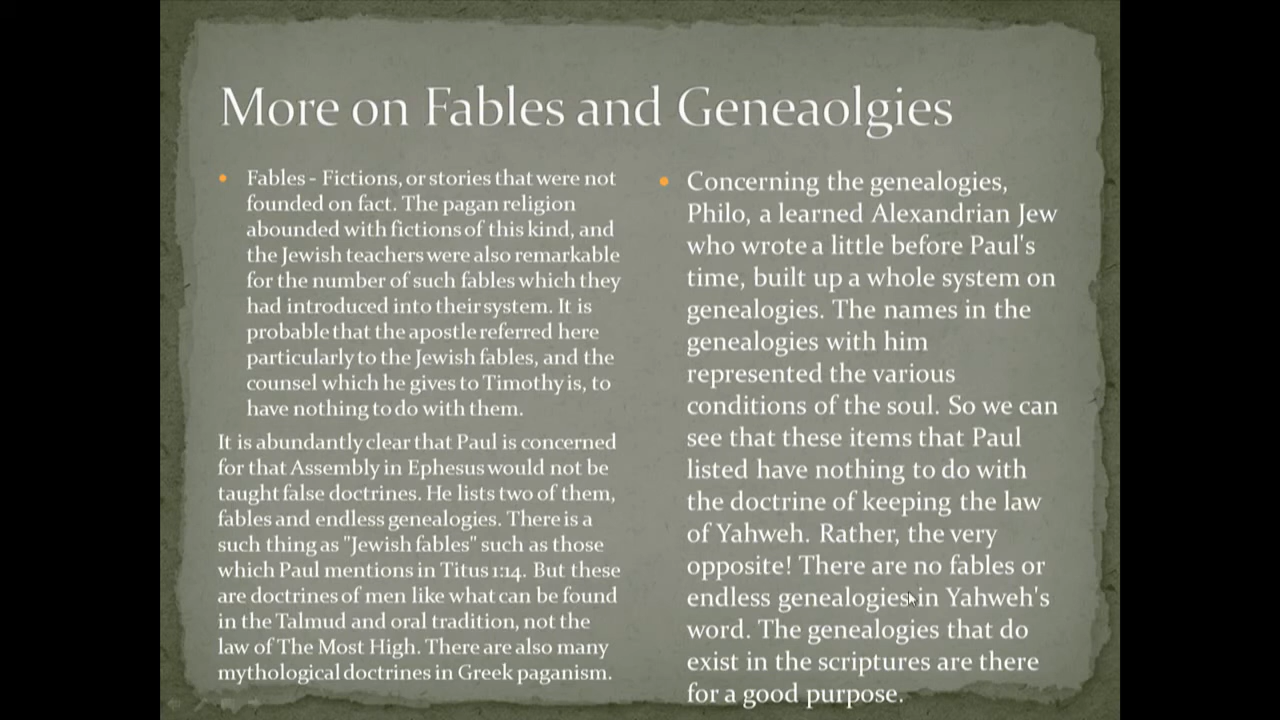 More on Fables and Geneaolgies
Fables - Fictions, or stories that were not
founded on fact. The pagan religion
abounded with fictions of this kind, and
the Jewish teachers were also remarkable
for the number of such fables which they
had introduced into their system. It is
probable that the apostle referred here
particularly to the Jewish fables, and the
counsel which he gives to Timothy is, to
have nothing to do with them.
It is abundantly clear that Paul is concerned
for that Assembly in Ephesus would not be
taught false doctrines. He lists two of them,
fables and endless genealogies. There is a
such thing as "Jewish fables" such as those
which Paul mentions in Titus 1:14. But these
are doctrines of men like what can be found
in the Talmud and oral tradition, not the
law of The Most High. There are also many
mythological doctrines in Greek paganism.
Concerning the genealogies,
Philo, a learned Alexandrian Jew
who wrote a little before Paul's
time, built up a whole system on
genealogies. The names in the
genealogies with him
represented the various
conditions of the soul. So we can
see that these items that Paul
listed have nothing to do with
the doctrine of keeping the law
of Yahweh. Rather, the very
opposite! There are no fables or
endless genealogies in Yahweh's
word. The genealogies that do
exist in the scriptures are there
for a good purpose.